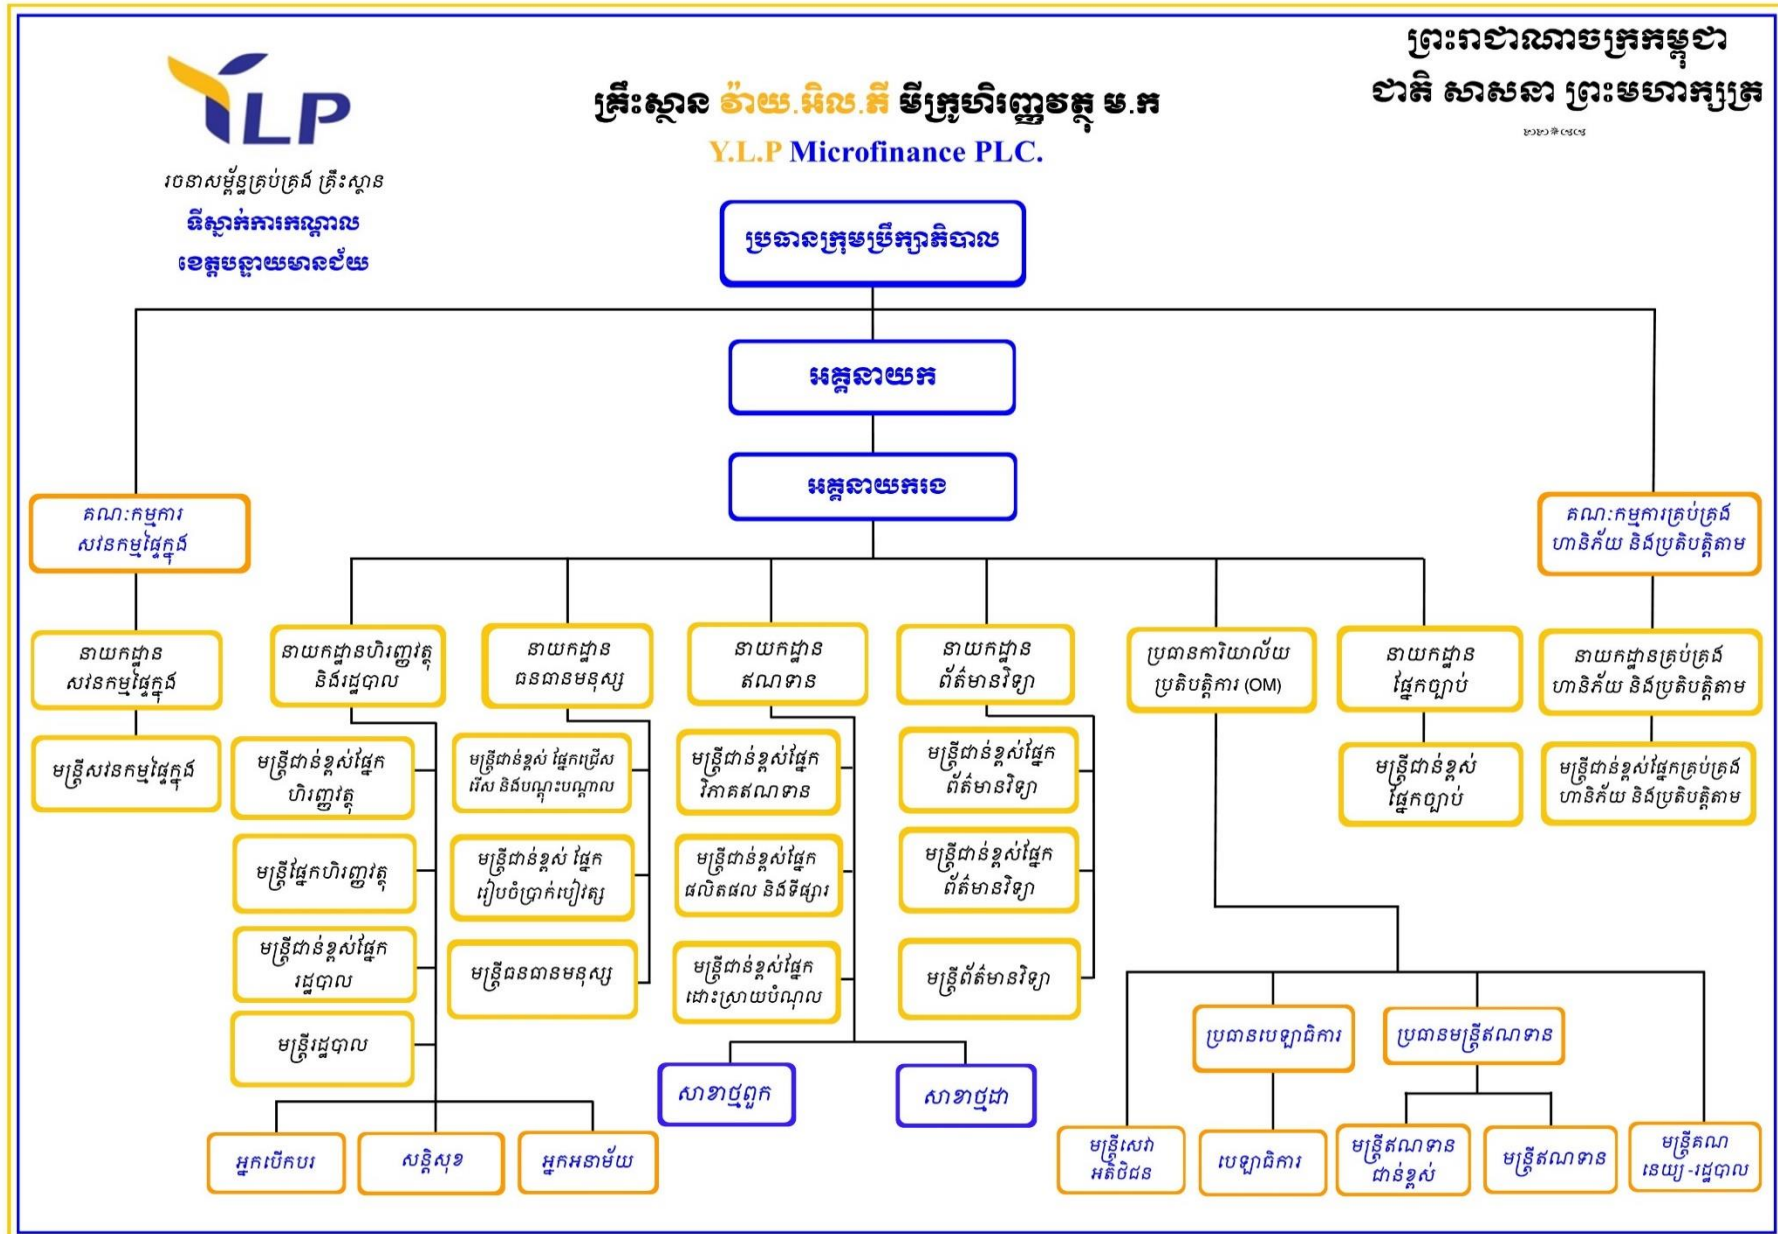 ព្រះរាជាណាចក្រកម្ពុជា
ជាតិ សាសនា ព្រះមហាក្សត្រ
YLP
គ្រឹះស្ថាន វ៉ាយ.អិល.ភី មីក្រូហិរញ្ញវត្ថុ ម.ក
Y.L.P Microfinance PLC.
រចនាសម្ព័ន្ធគ្រប់គ្រង គ្រឹះស្ថាន
ទីស្នាក់ការកណ្តាល
ខេត្តបន្ទាយមានជ័យ
ប្រធានក្រុមប្រឹក្សាភិបាល
អគ្គនាយក
អគ្គនាយករង
គណៈកម្មការ
សវនកម្មផ្ទៃក្នុង
គណៈកម្មការគ្រប់គ្រង
ហានិភ័យ និងប្រតិបត្តិតាម
នាយកដ្ឋាន
សវនកម្មផ្ទៃក្នុង
នាយកដ្ឋានហិរញ្ញវត្ថុ
និងរដ្ឋបាល
នាយកដ្ឋាន
ធនធានមនុស្ស
នាយកដ្ឋាន
ឥណទាន
នាយកដ្ឋាន
ព័ត៌មានវិទ្យា
ប្រធានការិយាល័យ
ប្រតិបត្តិការ (OM)
នាយកដ្ឋាន
ផ្នែកច្បាប់
នាយកដ្ឋានគ្រប់គ្រង
ហានិភ័យ និងប្រតិបត្តិតាម
មន្ត្រីសវនកម្មផ្ទៃក្នុង
មន្ត្រីជាន់ខ្ពស់ផ្នែក
ហិរញ្ញវត្ថុ
មន្ត្រីជាន់ខ្ពស់ ផ្នែកជ្រើស
រើស និងបណ្តុះបណ្តាល
មន្ត្រីជាន់ខ្ពស់ផ្នែក
វិភាគឥណទាន
មន្ត្រីជាន់ខ្ពស់ផ្នែក
ព័ត៌មានវិទ្យា
មន្ត្រីជាន់ខ្ពស់
ផ្នែកច្បាប់
មន្ត្រីជាន់ខ្ពស់ផ្នែកគ្រប់គ្រង
ហានិភ័យ និងប្រតិបត្តិតាម
មន្ត្រីផ្នែកហិរញ្ញវត្ថុ
មន្ត្រីជាន់ខ្ពស់ ផ្នែក
រៀបចំប្រាក់បៀវត្ស
មន្ត្រីជាន់ខ្ពស់ផ្នែក
ផលិតផល និងទីផ្សារ
មន្ត្រីជាន់ខ្ពស់ផ្នែក
ព័ត៌មានវិទ្យា
មន្ត្រីជាន់ខ្ពស់ផ្នែក
រដ្ឋបាល
មន្ត្រីធនធានមនុស្ស
មន្ត្រីជាន់ខ្ពស់ផ្នែក
ដោះស្រាយបំណុល
មន្ត្រីព័ត៌មានវិទ្យា
មន្ត្រីរដ្ឋបាល
ប្រធានបេឡាធិការ
ប្រធានមន្ត្រីឥណទាន
សាខាថ្មពួក
សាខាថ្មដា
អ្នកបើកបរ
សន្តិសុខ
អ្នកអនាម័យ
មន្ត្រីសេវា
អតិថិជន
បេឡាធិការ
មន្ត្រីឥណទាន
ជាន់ខ្ពស់
មន្ត្រីឥណទាន
មន្ត្រីគណ
នេយ្យ -រដ្ឋបាល